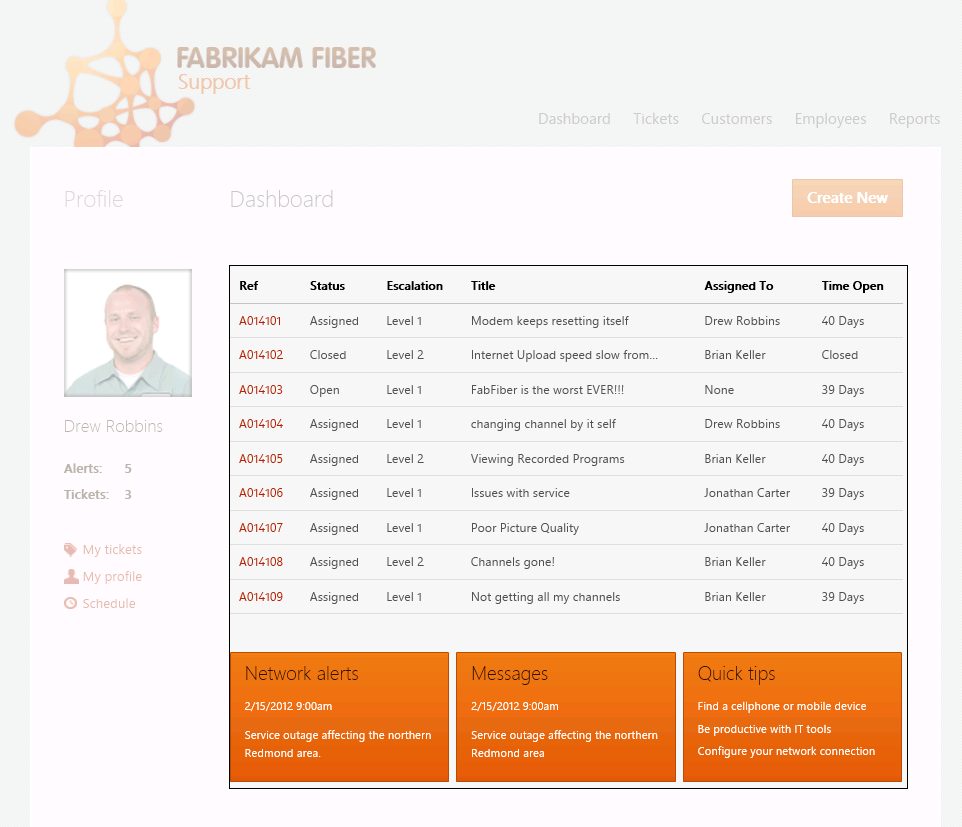 FABRIKAM FIBER
Support
Dashboard Tickets Customers Employees Reports
Profile
Dashboard
Create New
Drew Robbins
Alerts: 5
Tickets: 3
My tickets
My profile
Schedule
Ref Status Escalation Title Assigned To Time Open
A014101 Assigned Level 1 Modem keeps resetting itself Drew Robbins 40 Days
A014102 Closed Level 2 Internet Upload speed slow from... Brian Keller Closed
A014103 Open Level 1 FabFiber is the worst EVER!!! None 39 Days
A014104 Assigned Level 1 changing channel by it self Drew Robbins 40 Days
A014105 Assigned Level 2 Viewing Recorded Programs Brian Keller 40 Days
A014106 Assigned Level 1 Issues with service Jonathan Carter 39 Days
A014107 Assigned Level 1 Poor Picture Quality Jonathan Carter 40 Days
A014108 Assigned Level 2 Channels gone! Brian Keller 40 Days
A014109 Assigned Level 1 Not getting all my channels Brian Keller 39 Days
Network alerts
2/15/2012 9:00am
Service outage affecting the northern
Redmond area.
Messages
2/15/2012 9:00am
Service outage affecting the northern
Redmond area
Quick tips
Find a cellphone or mobile device
Be productive with IT tools
Configure your network connection